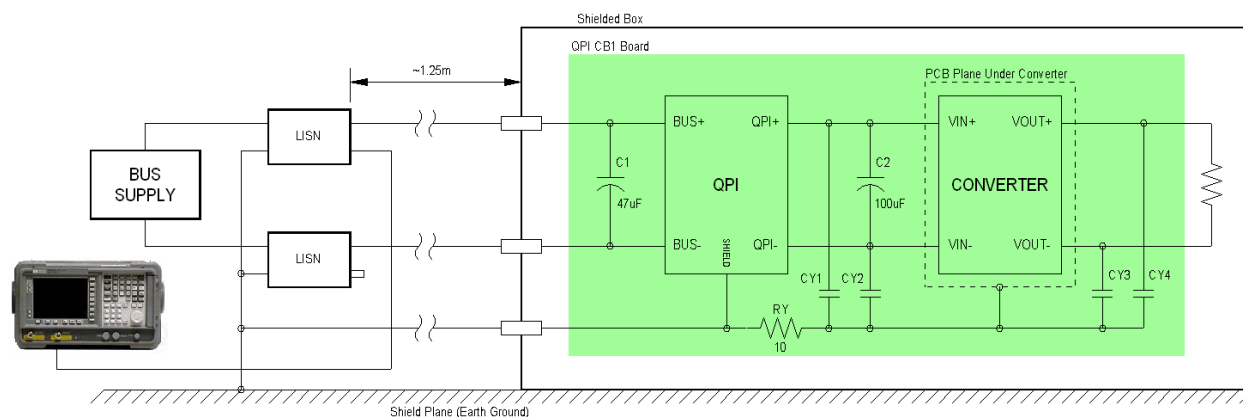 Shielded Box
QPI CB1 Board
~1.25m
PCB Plane Under Converter
LISN
BUS+
QPI+
VIN+
VOUT+
C1
C2
BUS
SUPPLY
QPI
CONVERTER
47uF
100uF
BUS-
SHIELD
QPI-
VIN-
VOUT-
LISN
CY1
CY2
CY3
CY4
RY
10
Shield Plane (Earth Ground)